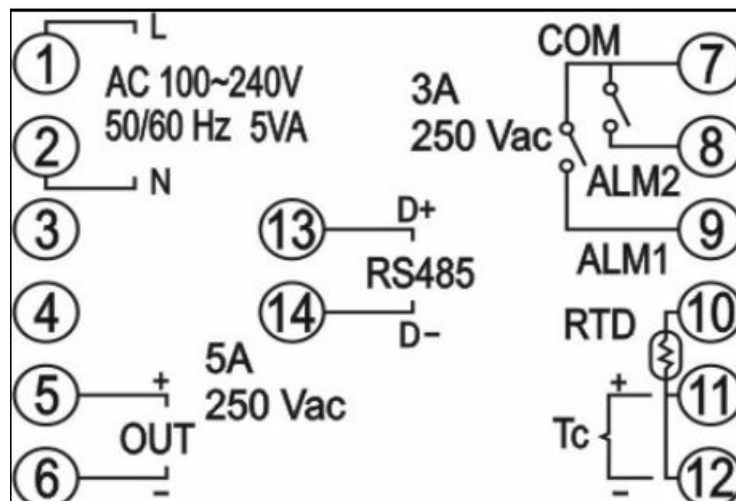 1
L
AC 100~240V
50/60 Hz 5VA
2
N
3
4
5
+
OUT
6
−
5A
250 Vac
13
D+
RS485
14
D−
COM
7
3A
250 Vac
8
ALM2
9
ALM1
RTD
10
+
11
Tc
−
12